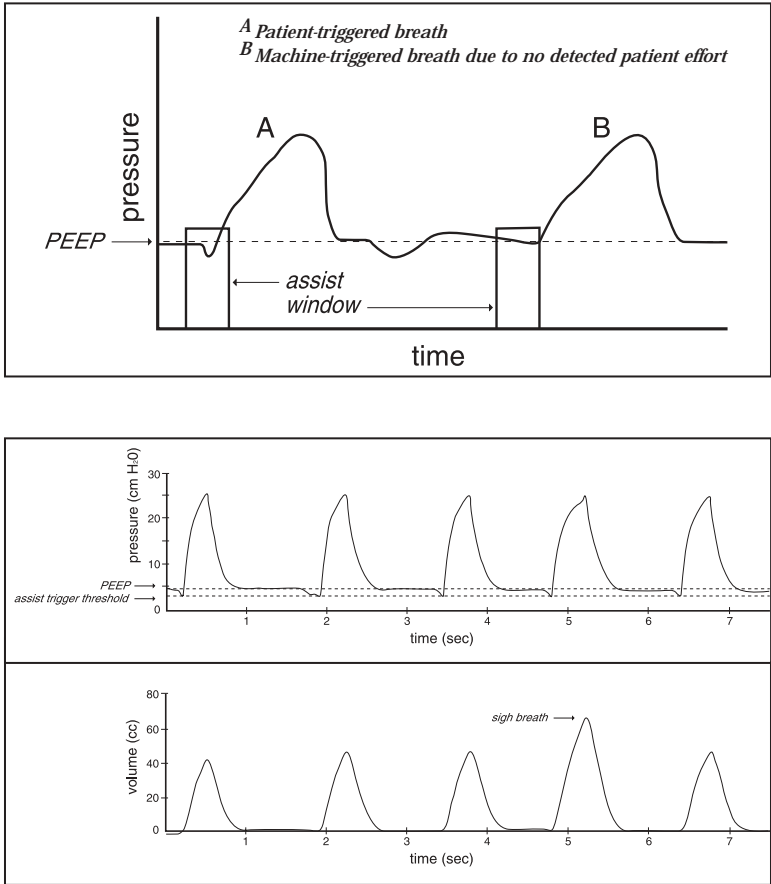 A Patient-triggered breath
B Machine-triggered breath due to no detected patient effort
pressure
A
B
PEEP
assist
window
time
pressure (cm H₂0)
30
20
10
0
PEEP
assist trigger threshold
1 2 3 4 5 6 7
time (sec)
volume (cc)
80
60
40
20
0
sigh breath
1 2 3 4 5 6 7
time (sec)